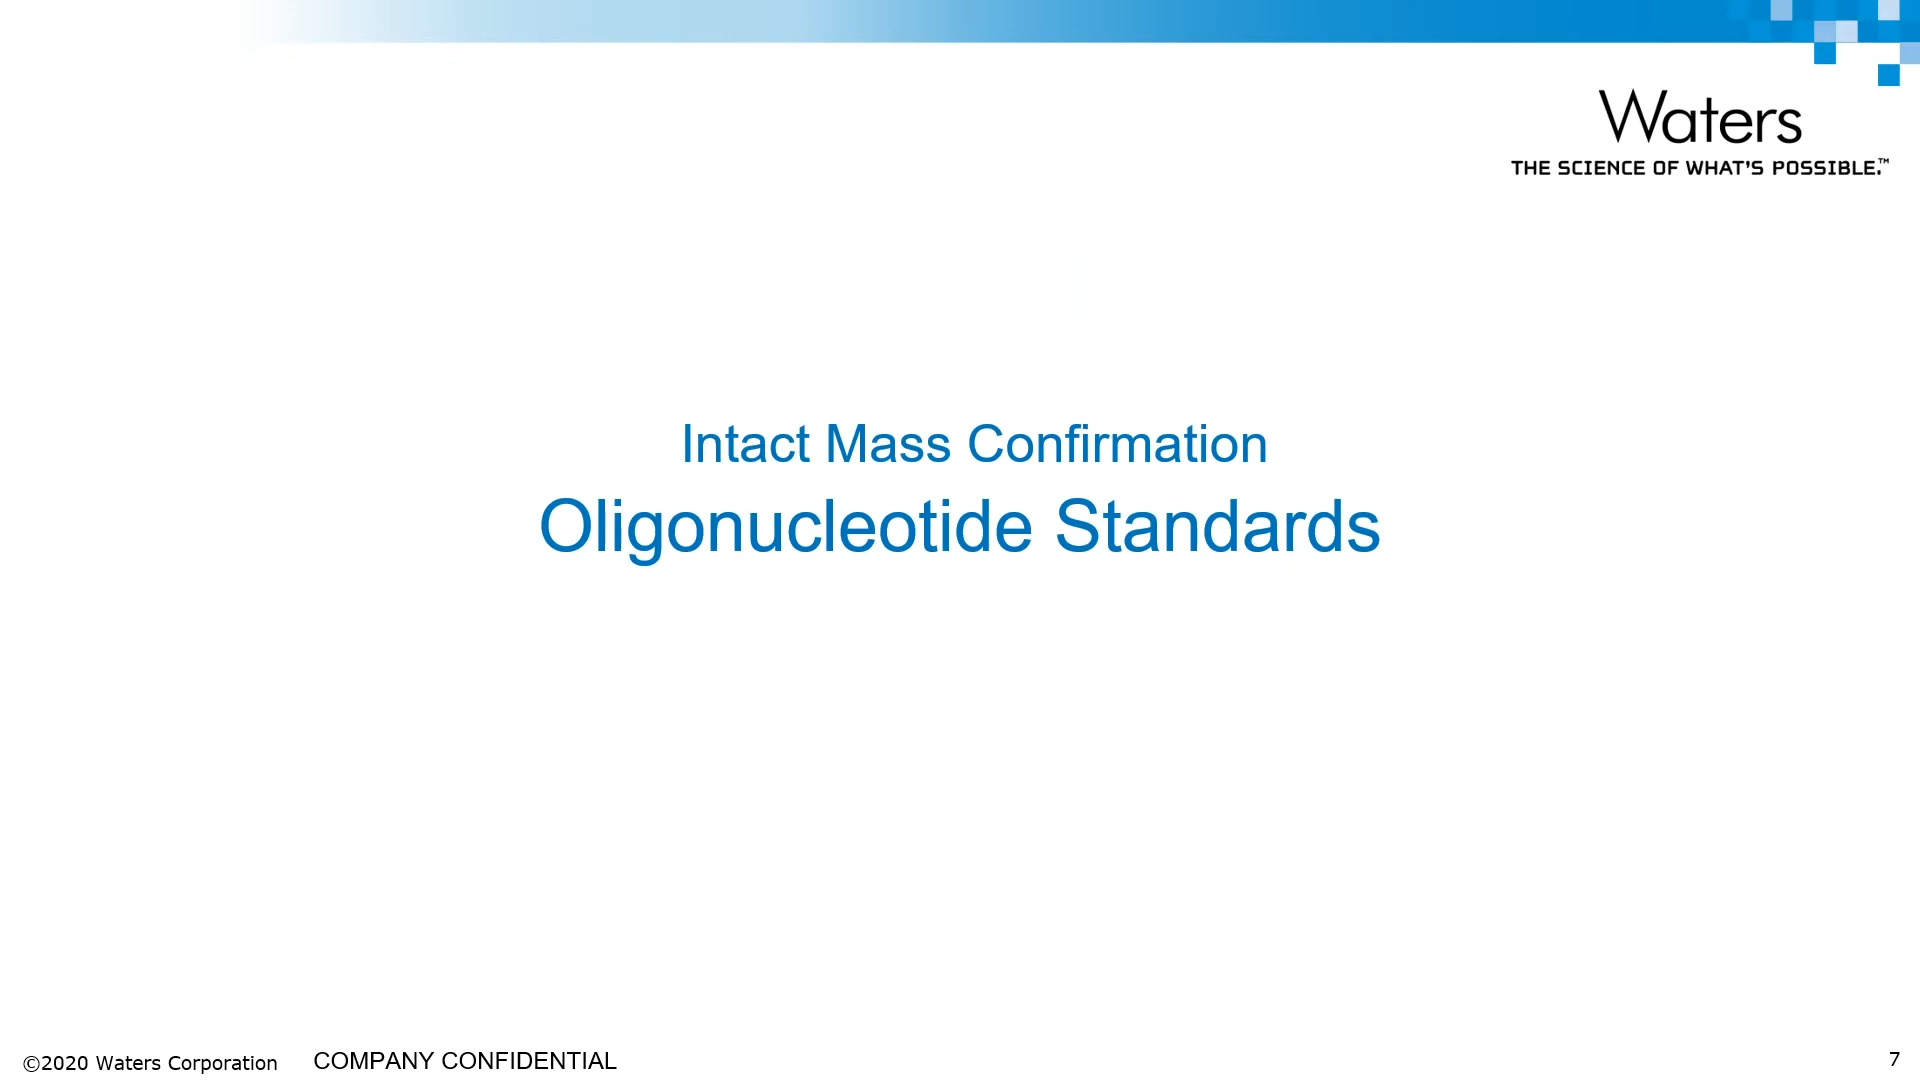 Waters
THE SCIENCE OF WHAT'S POSSIBLE.™
Intact Mass Confirmation
Oligonucleotide Standards
©2020 Waters Corporation COMPANY CONFIDENTIAL 7